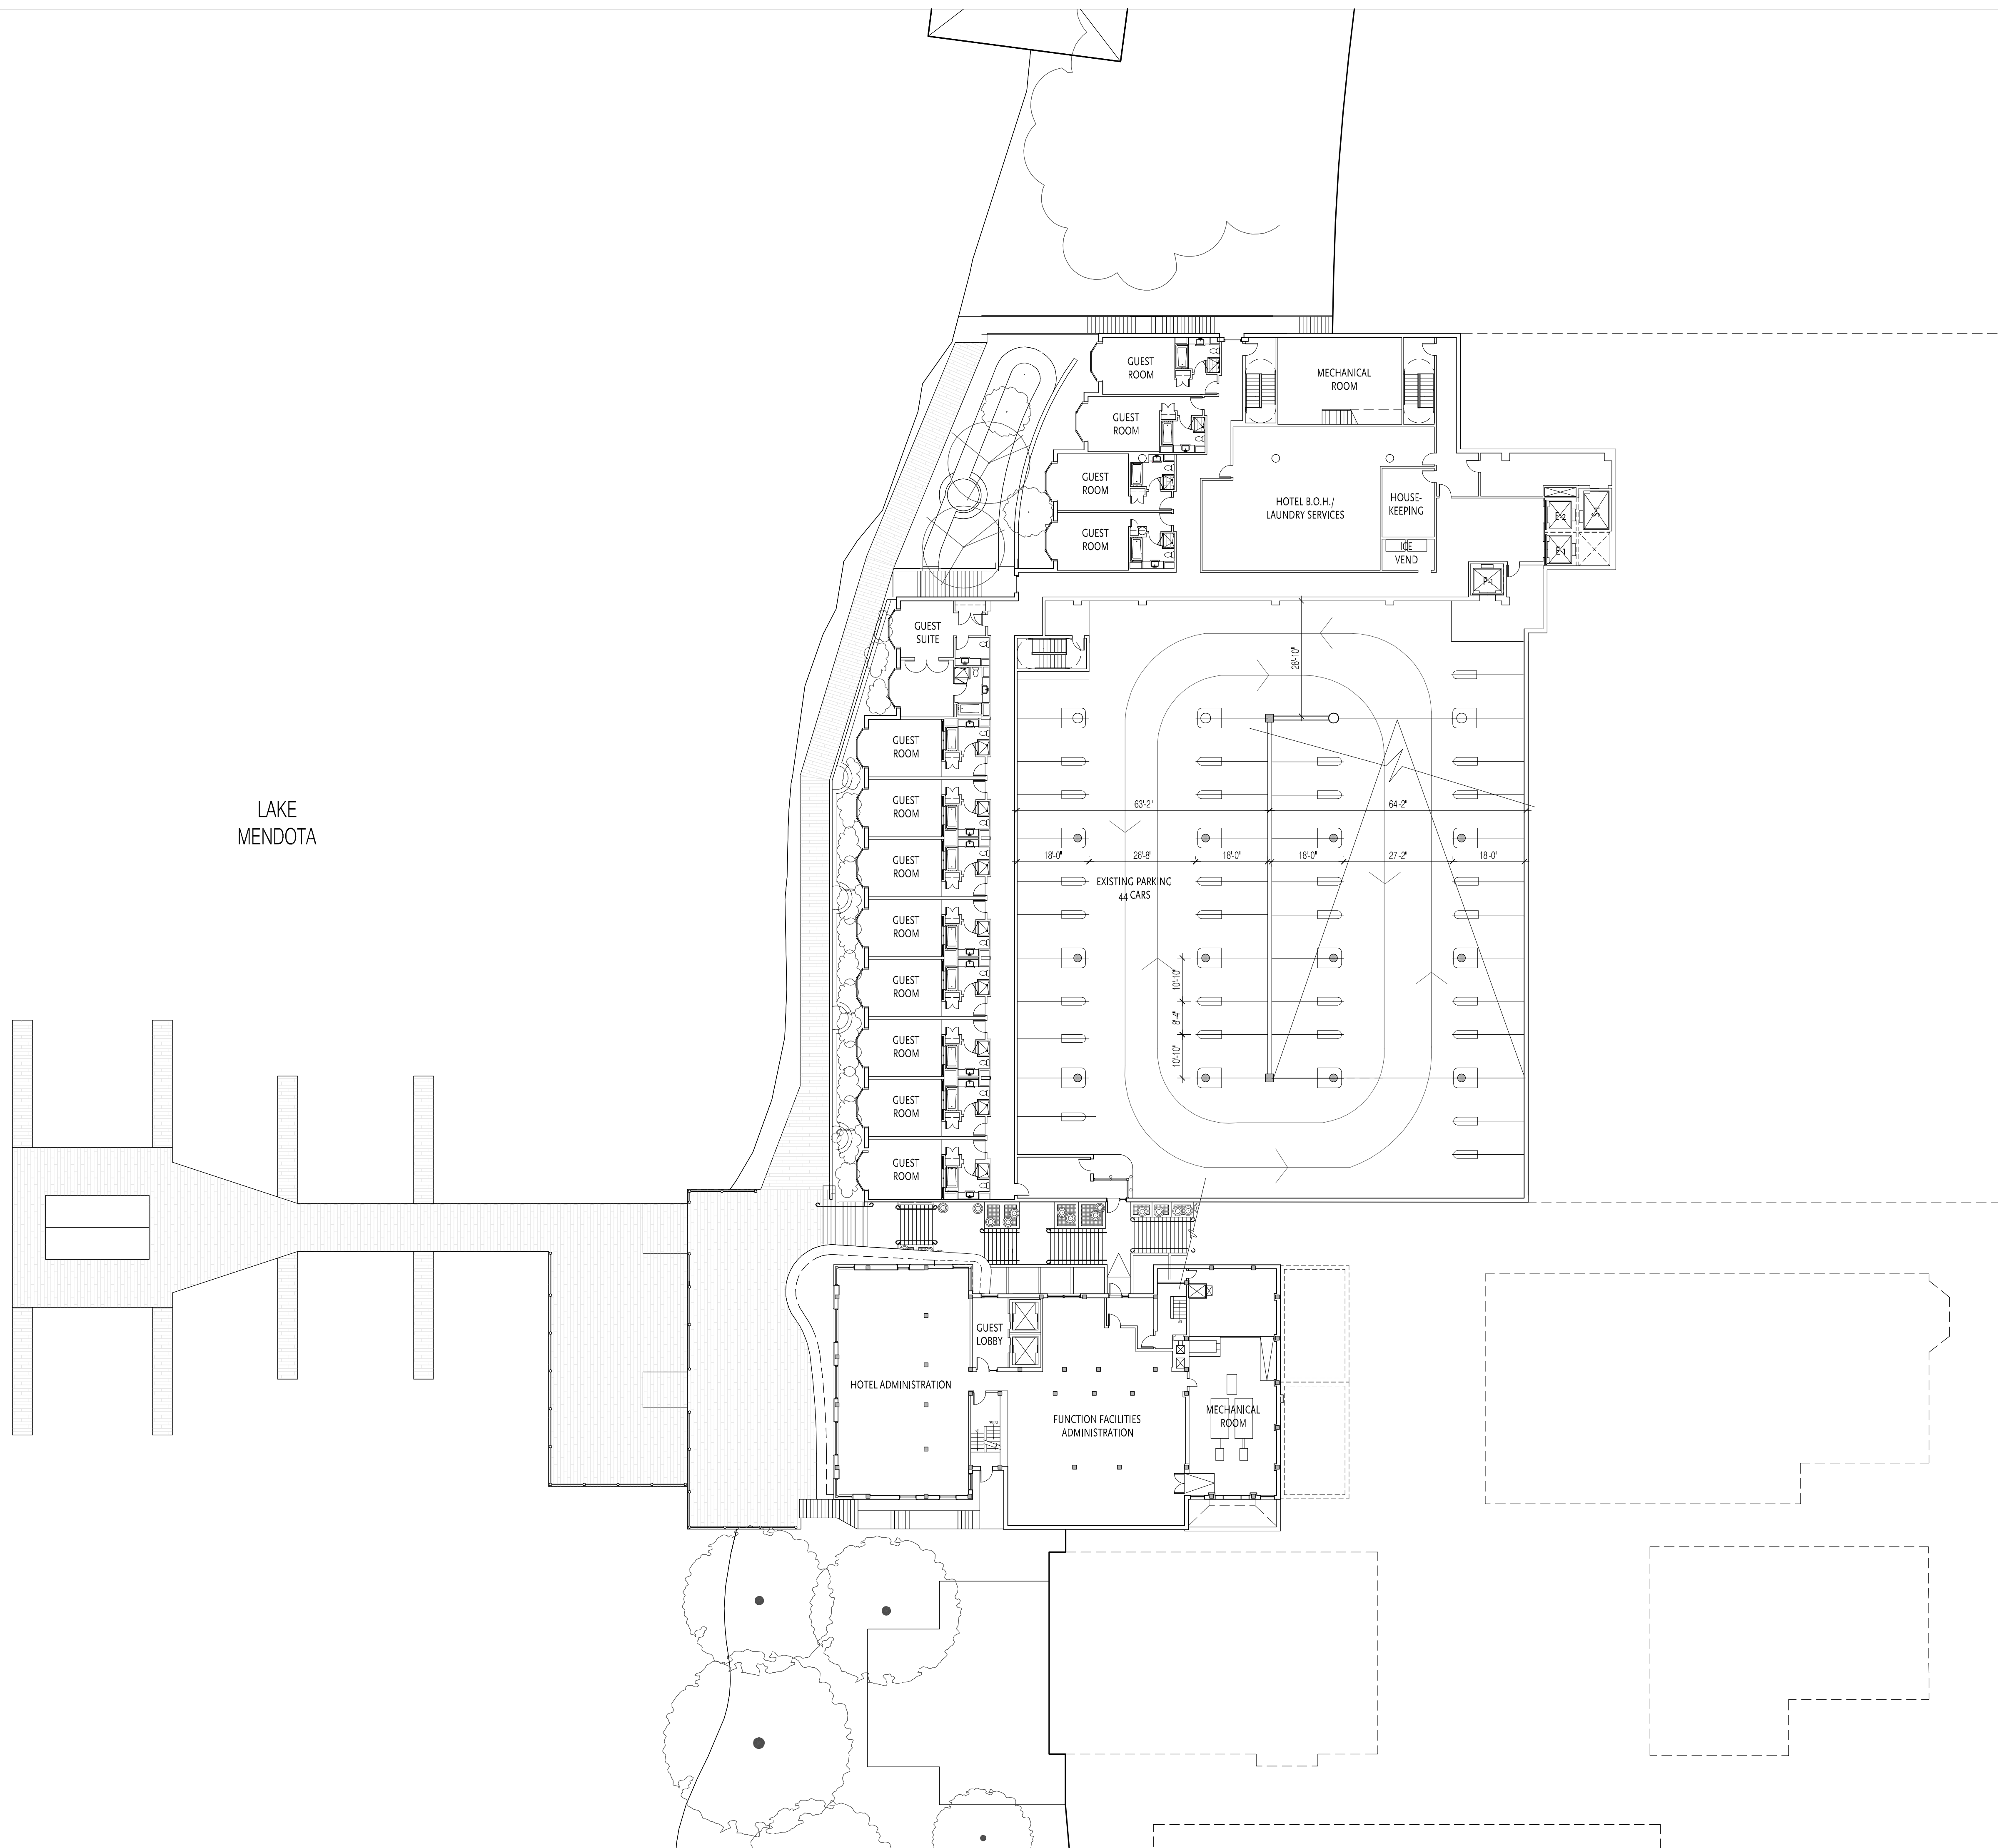 GUEST
ROOM
MECHANICAL
ROOM
GUEST
ROOM
GUEST
ROOM
HOTEL B.O.H./
LAUNDRY SERVICES
HOUSE-
KEEPING
E-2
GUEST
ROOM
ICE
VEND
E-1
P-1
GUEST
SUITE
28'-10"
GUEST
ROOM
LAKE
MENDOTA
GUEST
ROOM
63'-2"
64'-2"
GUEST
ROOM
18'-0"
26'-8"
18'-0"
18'-0"
27'-2"
18'-0"
EXISTING PARKING
44 CARS
GUEST
ROOM
GUEST
ROOM
10'-10"
8'-4"
10'-10"
GUEST
ROOM
GUEST
ROOM
GUEST
ROOM
GUEST
LOBBY
HOTEL ADMINISTRATION
FUNCTION FACILITIES
ADMINISTRATION
MECHANICAL
ROOM